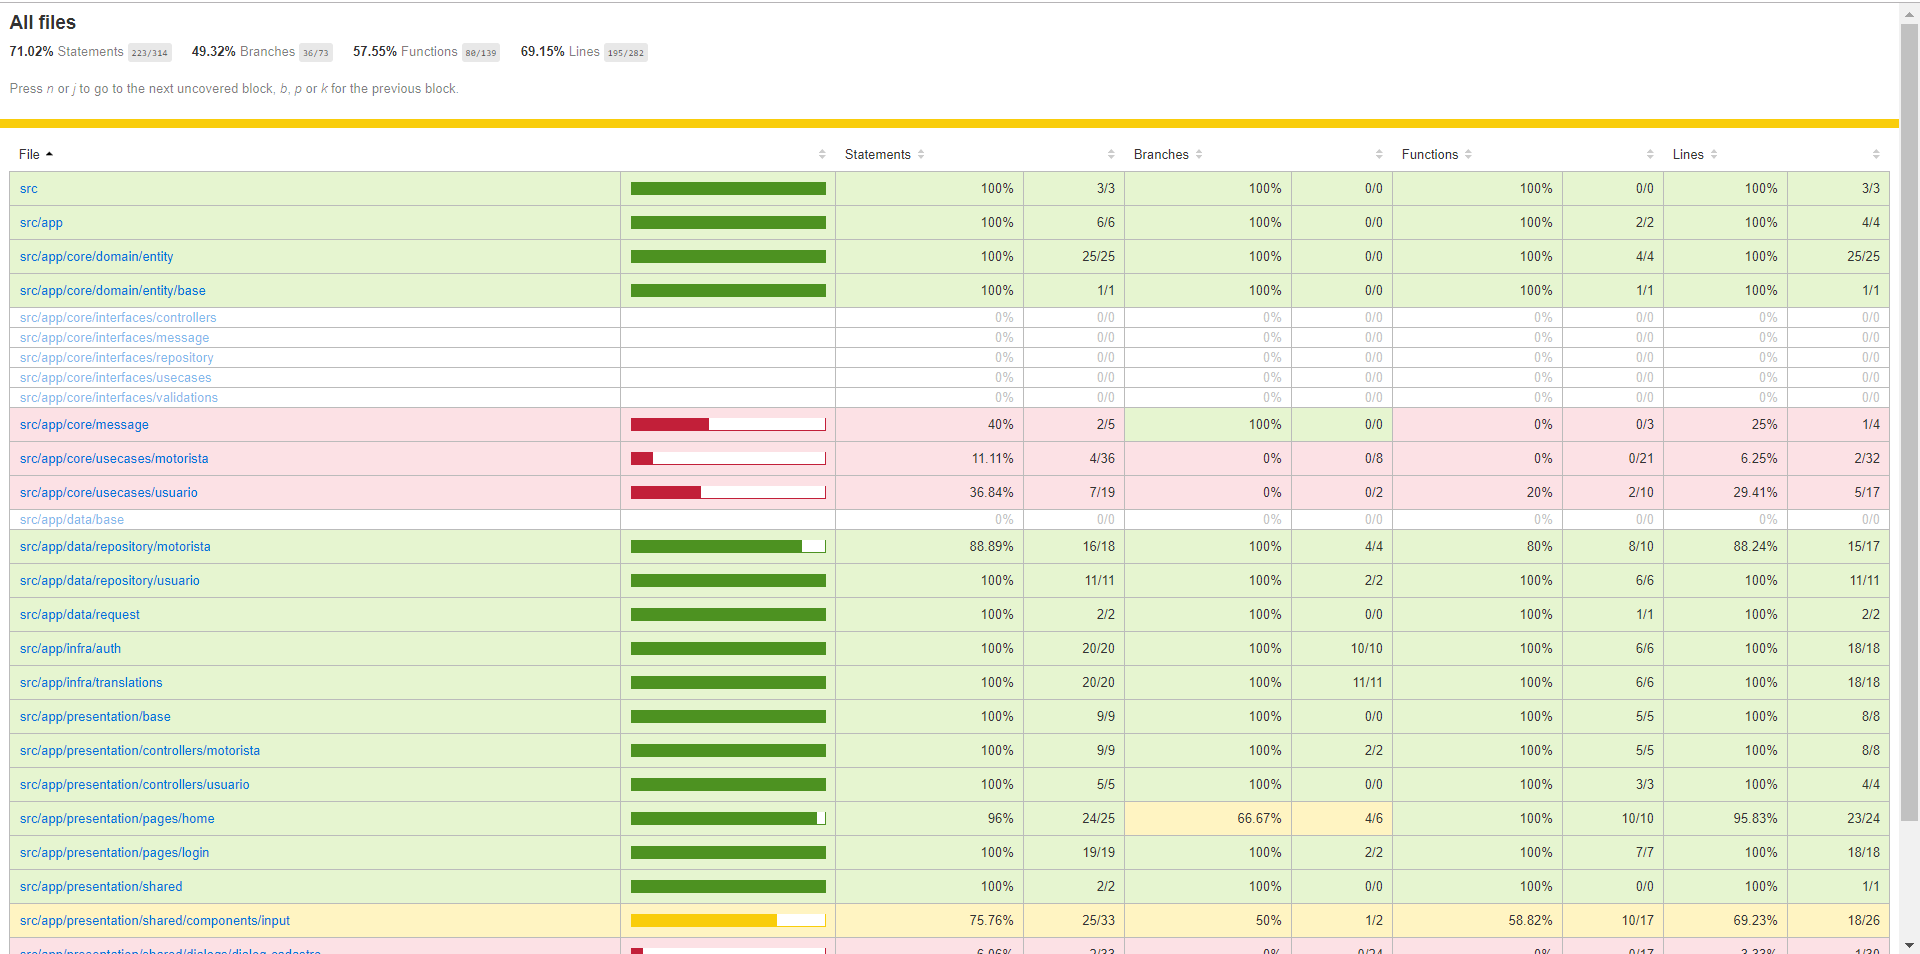 All files
71.02% Statements 223/314 49.32% Branches 36/73 57.55% Functions 80/139 69.15% Lines 195/282
Press n or j to go to the next uncovered block, b, p or k for the previous block.
File Statements Branches Functions Lines
src 100% 3/3 100% 0/0 100% 0/0 100% 3/3
src/app 100% 6/6 100% 0/0 100% 2/2 100% 4/4
src/app/core/domain/entity 100% 25/25 100% 0/0 100% 4/4 100% 25/25
src/app/core/domain/entity/base 100% 1/1 100% 0/0 100% 1/1 100% 1/1
src/app/core/interfaces/controllers 0% 0/0 0% 0/0 0% 0/0 0% 0/0
src/app/core/interfaces/message 0% 0/0 0% 0/0 0% 0/0 0% 0/0
src/app/core/interfaces/repository 0% 0/0 0% 0/0 0% 0/0 0% 0/0
src/app/core/interfaces/usecases 0% 0/0 0% 0/0 0% 0/0 0% 0/0
src/app/core/interfaces/validations 0% 0/0 0% 0/0 0% 0/0 0% 0/0
src/app/core/message 40% 2/5 100% 0/0 0% 0/3 25% 1/4
src/app/core/usecases/motorista 11.11% 4/36 0% 0/8 0% 0/21 6.25% 2/32
src/app/core/usecases/usuario 36.84% 7/19 0% 0/2 20% 2/10 29.41% 5/17
src/app/data/base 0% 0/0 0% 0/0 0% 0/0 0% 0/0
src/app/data/repository/motorista 88.89% 16/18 100% 4/4 80% 8/10 88.24% 15/17
src/app/data/repository/usuario 100% 11/11 100% 2/2 100% 6/6 100% 11/11
src/app/data/request 100% 2/2 100% 0/0 100% 1/1 100% 2/2
src/app/infra/auth 100% 20/20 100% 10/10 100% 6/6 100% 18/18
src/app/infra/translations 100% 20/20 100% 11/11 100% 6/6 100% 18/18
src/app/presentation/base 100% 9/9 100% 0/0 100% 5/5 100% 8/8
src/app/presentation/controllers/motorista 100% 9/9 100% 2/2 100% 5/5 100% 8/8
src/app/presentation/controllers/usuario 100% 5/5 100% 0/0 100% 3/3 100% 4/4
src/app/presentation/pages/home 96% 24/25 66.67% 4/6 100% 10/10 95.83% 23/24
src/app/presentation/pages/login 100% 19/19 100% 2/2 100% 7/7 100% 18/18
src/app/presentation/shared 100% 2/2 100% 0/0 100% 0/0 100% 1/1
src/app/presentation/shared/components/input 75.76% 25/33 50% 1/2 58.82% 10/17 69.23% 18/26
src/app/presentation/shared/dialogs/dialog-cadastro 6.06% 2/33 0% 0/24 0% 0/17 3.33% 1/30